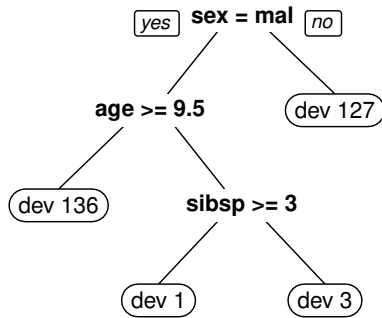 yes sex = mal no
age >= 9.5 dev 127
dev 136 sibsp >= 3
dev 1 dev 3